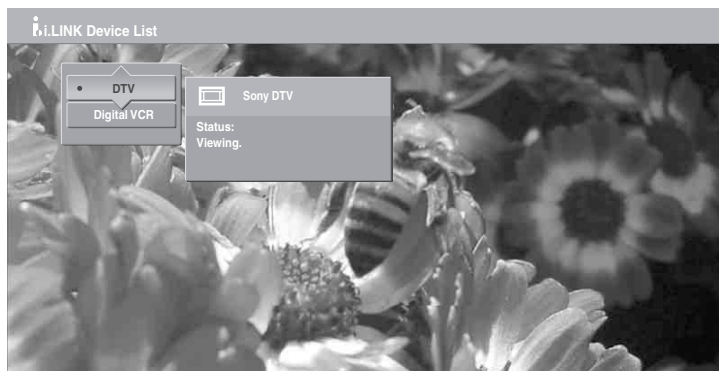 i.LINK Device List
DTV
Digital VCR
Sony DTV
Status:
Viewing.